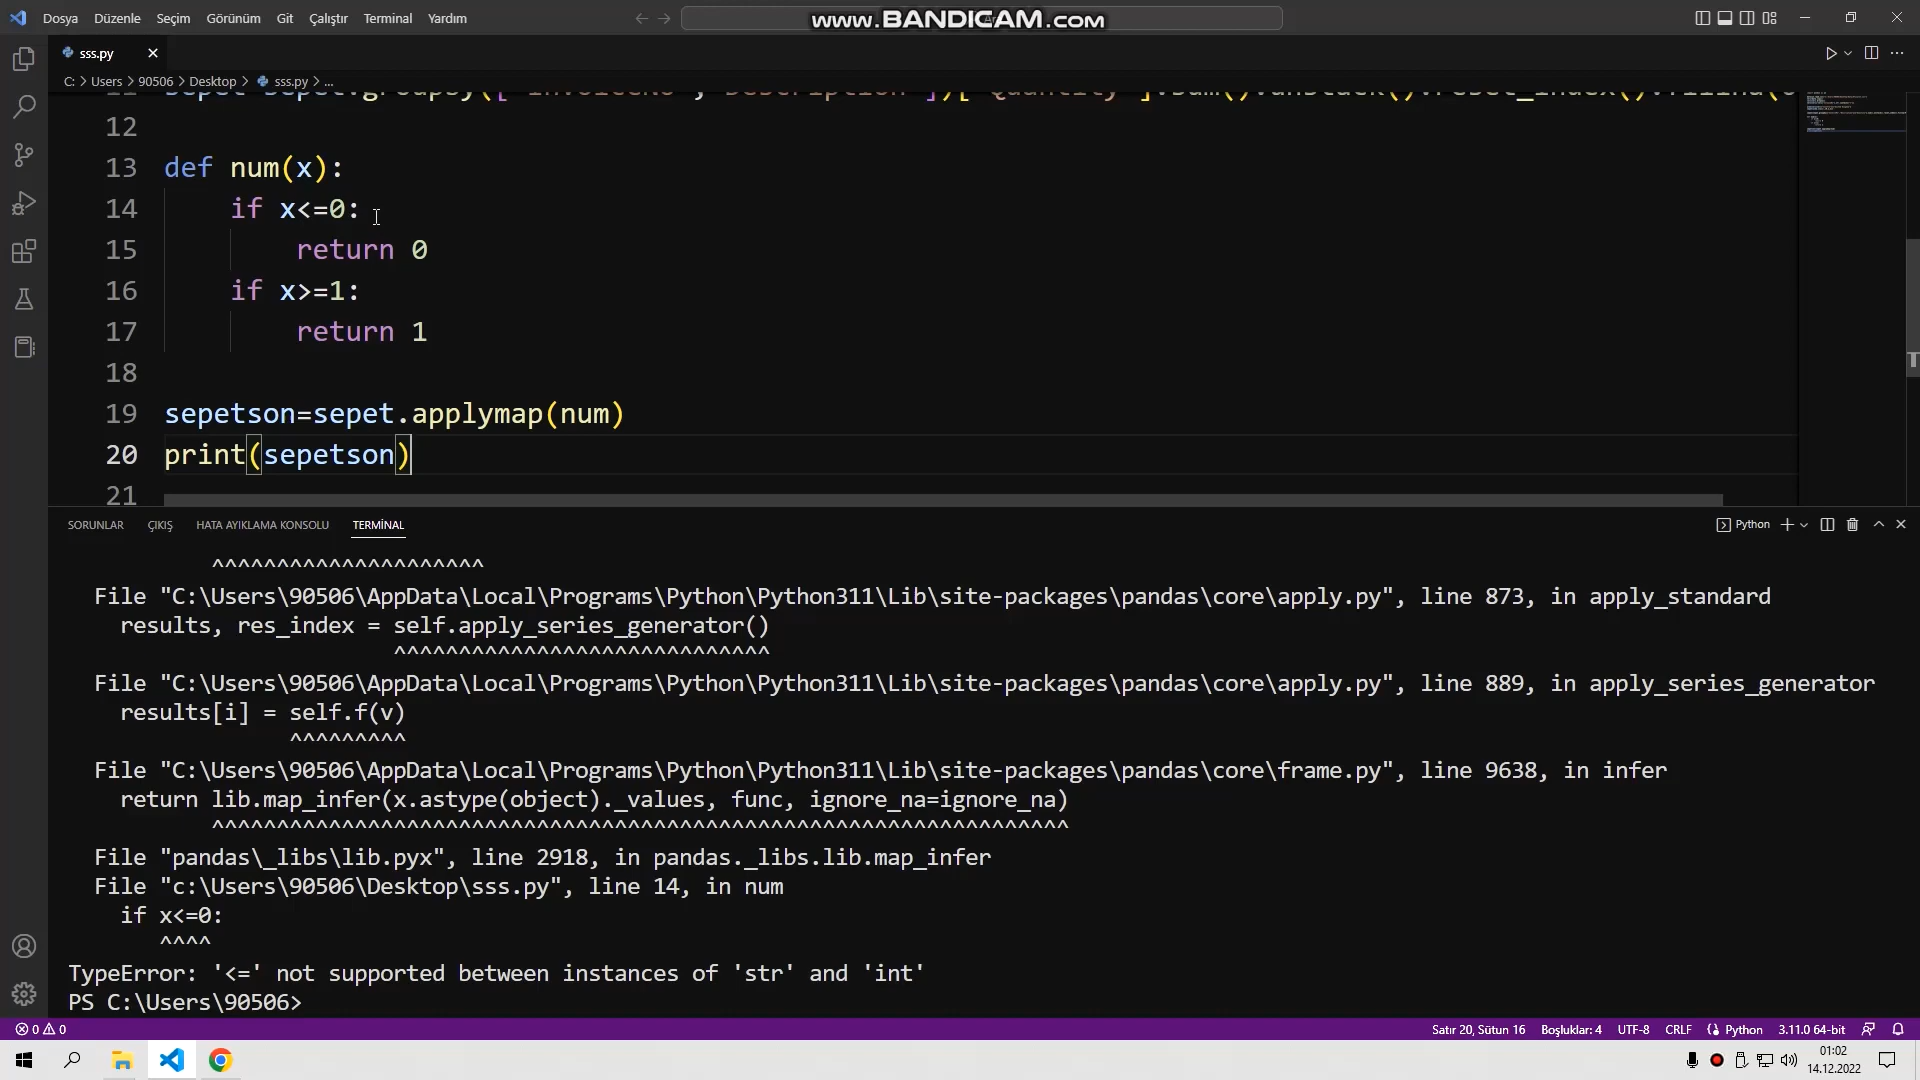 Dosya Düzenle Seçim Görünüm Git Çalıştır Terminal Yardım
www.BANDICAM.com
sss.py
C: > Users > 90506 > Desktop > sss.py > ...
12
13 def num(x):
14 if x<=0:
15 return 0
16 if x>=1:
17 return 1
18
19 sepetson=sepet.applymap(num)
20 print(sepetson)
21
SORUNLAR ÇIKIŞ HATA AYIKLAMA KONSOLU TERMİNAL
Python
^^^^^^^^^^^^^^^^^^^^^
File "C:\Users\90506\AppData\Local\Programs\Python\Python311\Lib\site-packages\pandas\core\apply.py", line 873, in apply_standard
results, res_index = self.apply_series_generator()
^^^^^^^^^^^^^^^^^^^^^^^^^^^^^
File "C:\Users\90506\AppData\Local\Programs\Python\Python311\Lib\site-packages\pandas\core\apply.py", line 889, in apply_series_generator
results[i] = self.f(v)
^^^^^^^^^
File "C:\Users\90506\AppData\Local\Programs\Python\Python311\Lib\site-packages\pandas\core\frame.py", line 9638, in infer
return lib.map_infer(x.astype(object)._values, func, ignore_na=ignore_na)
^^^^^^^^^^^^^^^^^^^^^^^^^^^^^^^^^^^^^^^^^^^^^^^^^^^^^^^^^^^^^^^^^^
File "pandas\_libs\lib.pyx", line 2918, in pandas._libs.lib.map_infer
File "c:\Users\90506\Desktop\sss.py", line 14, in num
if x<=0:
^^^^
TypeError: '<=' not supported between instances of 'str' and 'int'
PS C:\Users\90506>
0 0 Satır 20, Sütun 16 Boşluklar: 4 UTF-8 CRLF Python 3.11.0 64-bit
01:02
14.12.2022